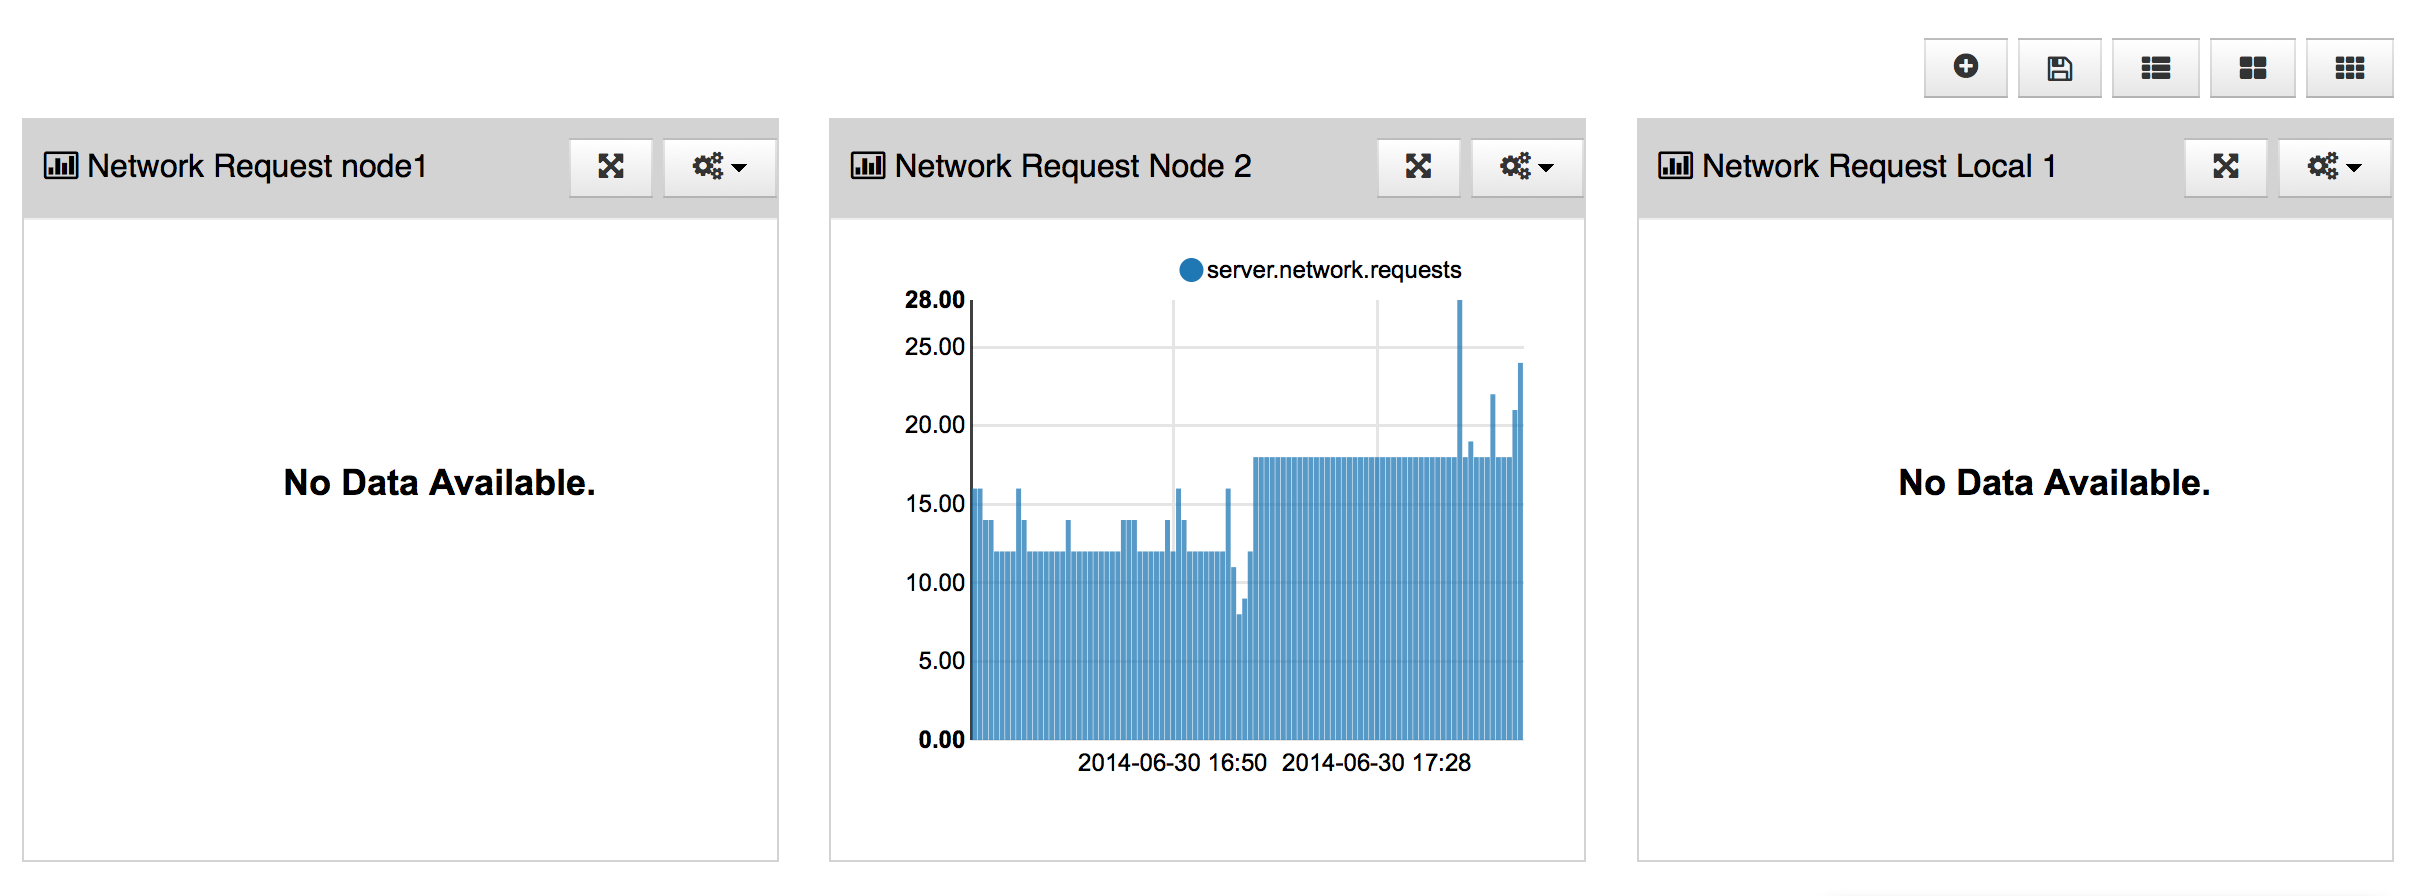 Network Request node1
No Data Available.
Network Request Node 2
server.network.requests
28.00
25.00
20.00
15.00
10.00
5.00
0.00
2014-06-30 16:50 2014-06-30 17:28
Network Request Local 1
No Data Available.